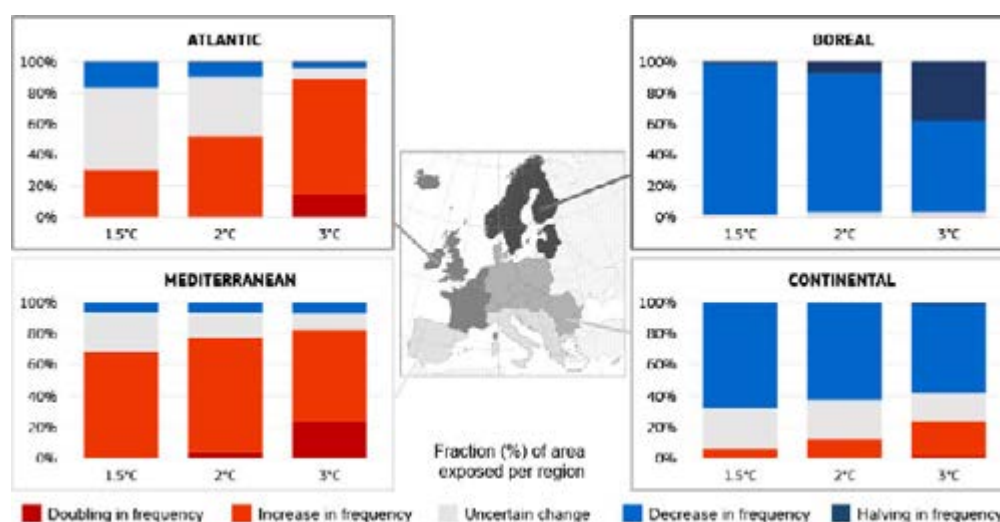 ATLANTIC
100%
80%
60%
40%
20%
0%
1.5°C 2°C 3°C
BOREAL
100%
80%
60%
40%
20%
0%
1.5°C 2°C 3°C
MEDITERRANEAN
100%
80%
60%
40%
20%
0%
1.5°C 2°C 3°C
CONTINENTAL
100%
80%
60%
40%
20%
0%
1.5°C 2°C 3°C
Fraction (%) of area
exposed per region
Doubling in frequency Increase in frequency Uncertain change Decrease in frequency Halving in frequency